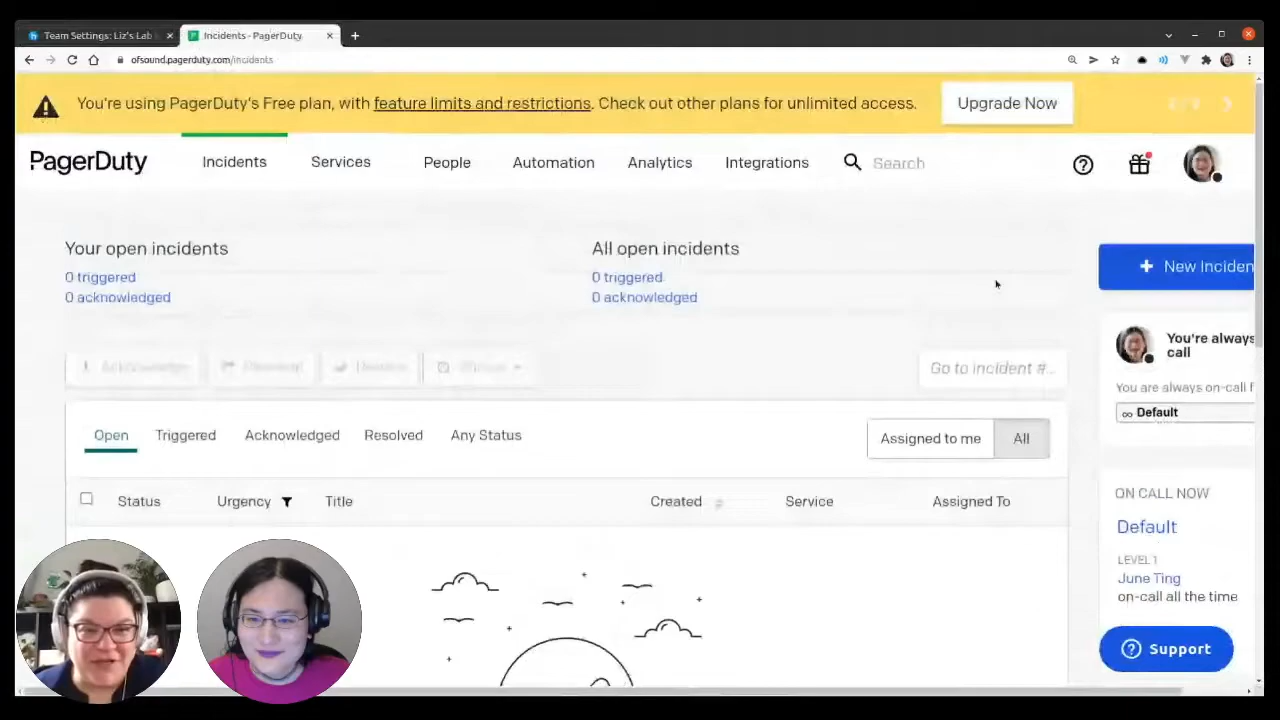 Team Settings: Liz's Lab
Incidents - PagerDuty
ofsound.pagerduty.com/incidents
You're using PagerDuty's Free plan, with feature limits and restrictions. Check out other plans for unlimited access.
Upgrade Now
PagerDuty
Incidents
Services
People
Automation
Analytics
Integrations
Search
Your open incidents
0 triggered
0 acknowledged
All open incidents
0 triggered
0 acknowledged
+ New Inciden
You're always
call
You are always on-call f
Default
Acknowledge
Go to incident #...
Open
Triggered
Acknowledged
Resolved
Any Status
Assigned to me
All
Status
Urgency
Title
Created
Service
Assigned To
ON CALL NOW
Default
LEVEL 1
June Ting
on-call all the time
Support